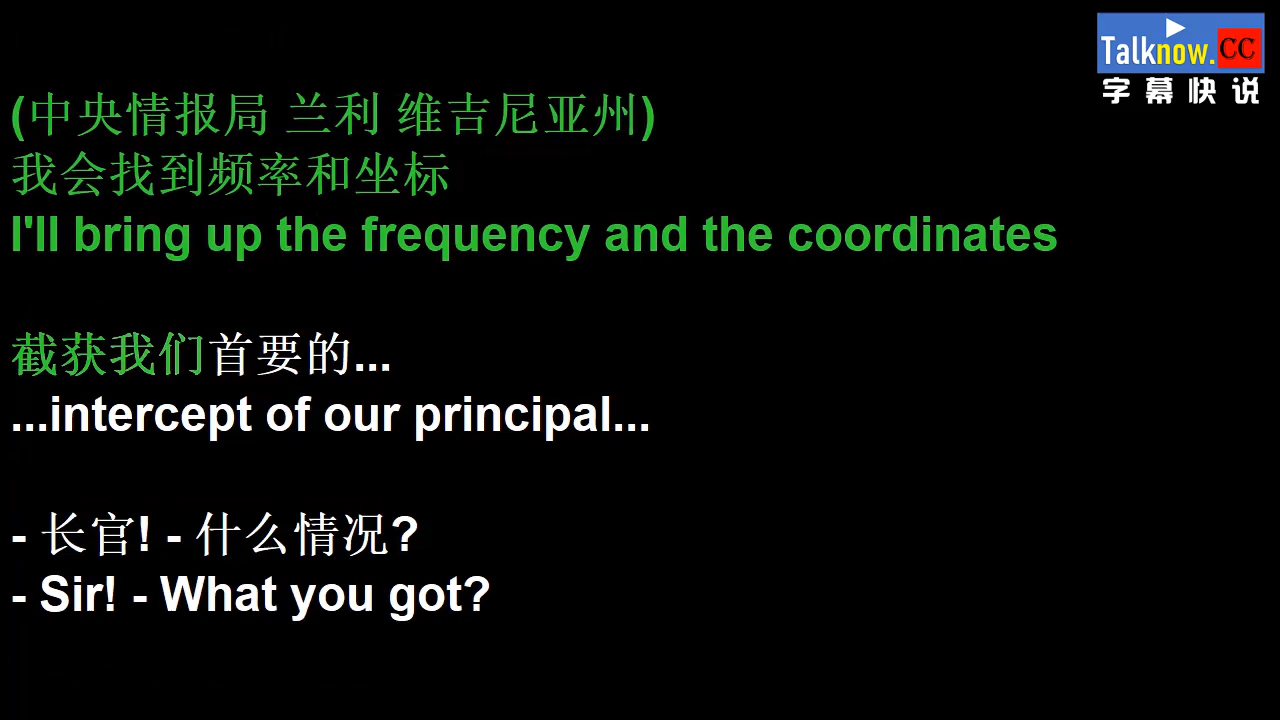 Talknow.CC
字幕快说
(中央情报局 兰利 维吉尼亚州)
我会找到频率和坐标
I'll bring up the frequency and the coordinates
截获我们首要的...
...intercept of our principal...
- 长官! - 什么情况?
- Sir! - What you got?